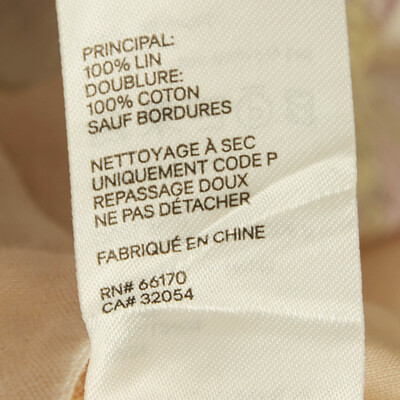 PRINCIPAL:
100% LIN
DOUBLURE:
100% COTON
SAUF BORDURES
NETTOYAGE À SEC
UNIQUEMENT CODE P
REPASSAGE DOUX
NE PAS DÉTACHER
FABRIQUÉ EN CHINE
RN# 66170
CA# 32054